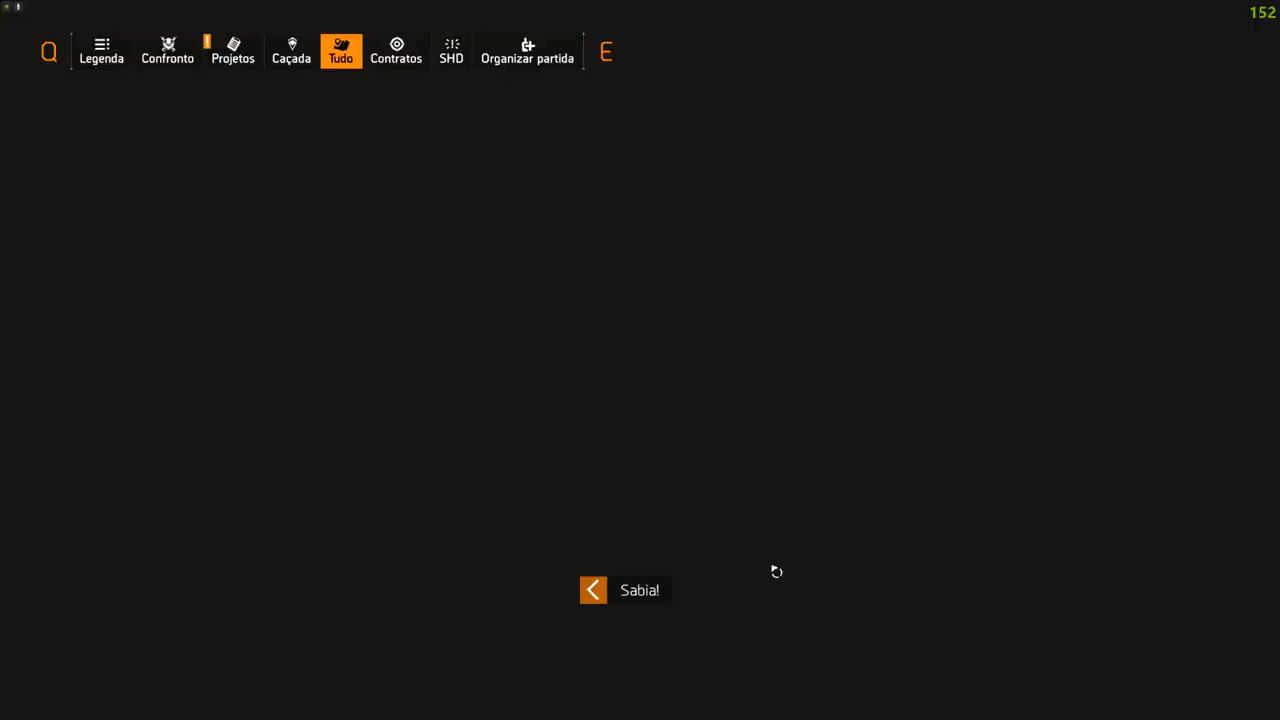 152
Q Legenda Confronto Projetos Caçada Tudo Contratos SHD Organizar partida E
Sabia!